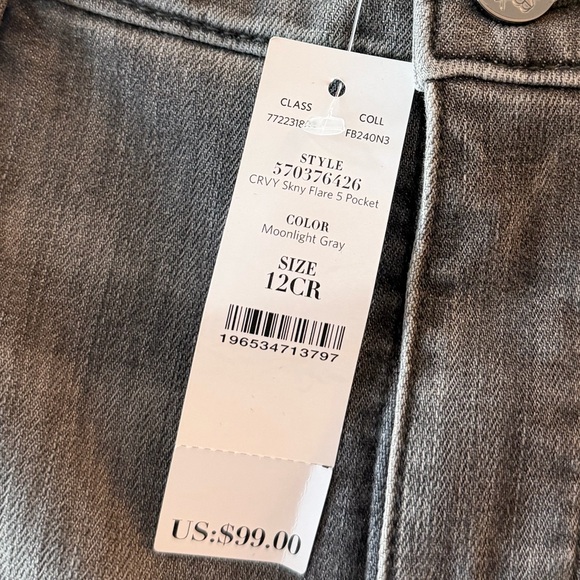 CLASS COLL
7722318 FB240N3
STYLE
570376426
CRVY Skny Flare 5 Pocket
COLOR
Moonlight Gray
SIZE
12CR
196534713797
US:$99.00